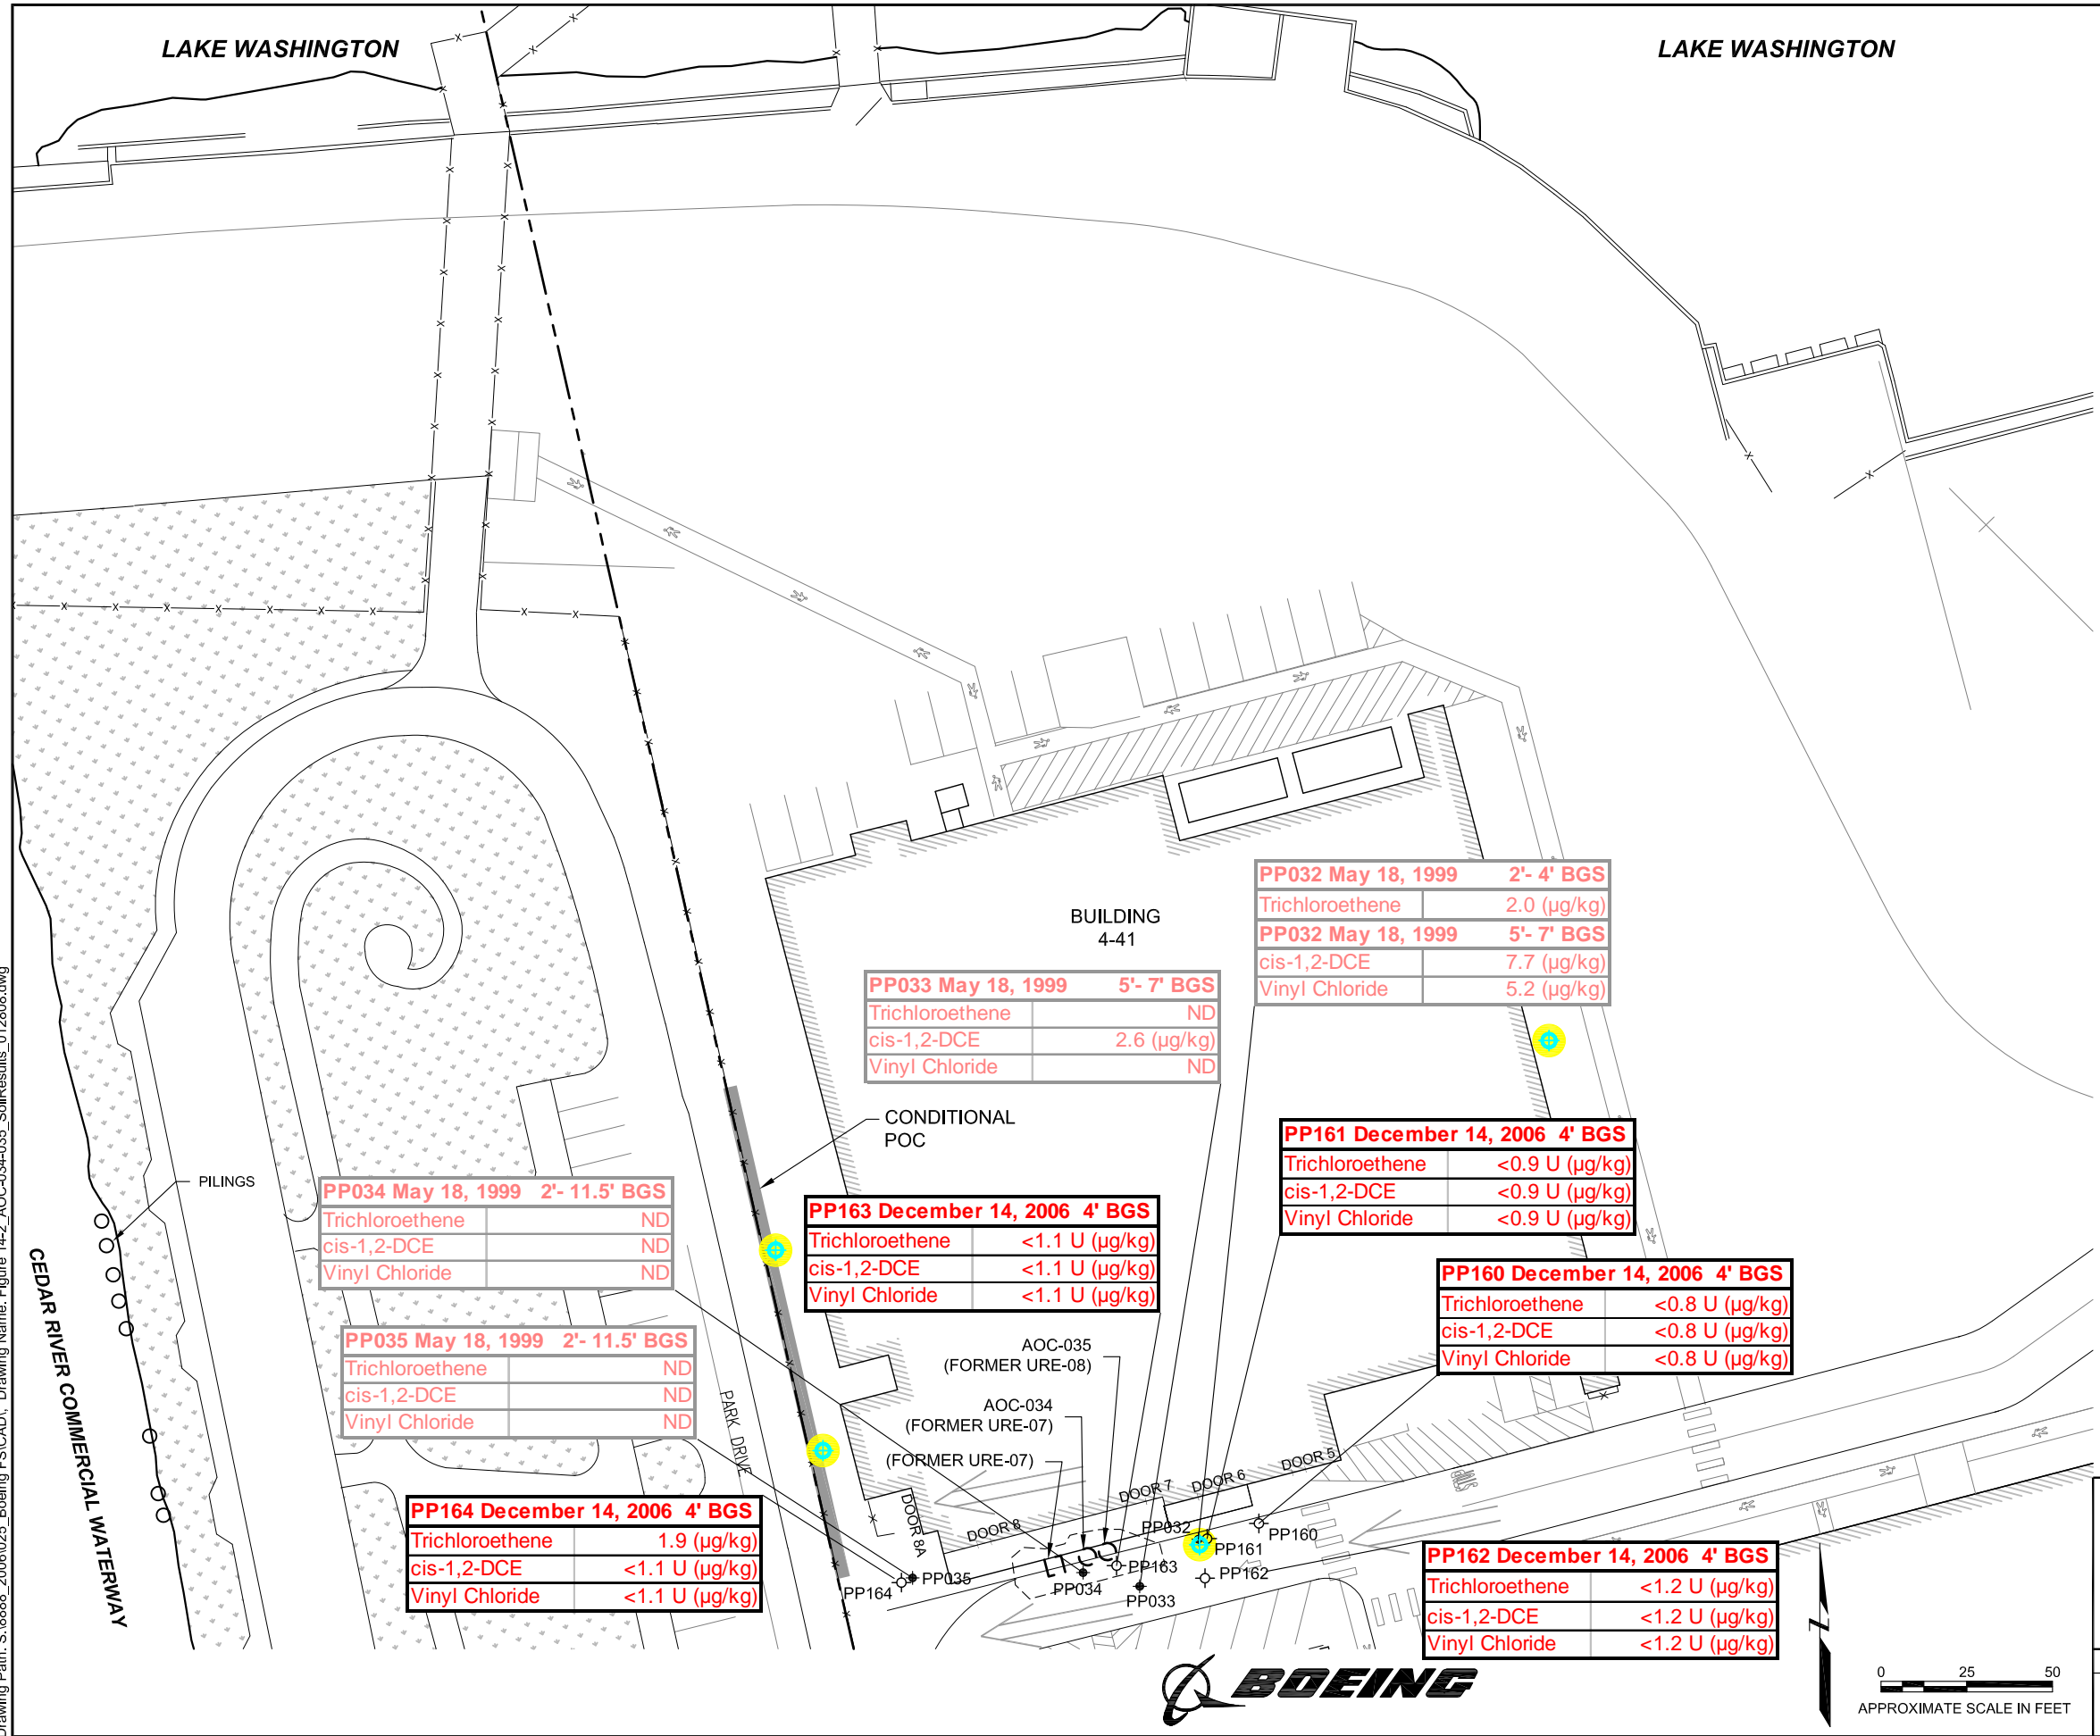 LAKE WASHINGTON
LAKE WASHINGTON
BUILDING
4-41
PP032 May 18, 1999 2'- 4' BGS
Trichloroethene 2.0 (µg/kg)
PP032 May 18, 1999 5'- 7' BGS
cis-1,2-DCE 7.7 (µg/kg)
Vinyl Chloride 5.2 (µg/kg)
PP033 May 18, 1999 5'- 7' BGS
Trichloroethene ND
cis-1,2-DCE 2.6 (µg/kg)
Vinyl Chloride ND
CONDITIONAL
POC
PP161 December 14, 2006 4' BGS
Trichloroethene <0.9 U (µg/kg)
cis-1,2-DCE <0.9 U (µg/kg)
Vinyl Chloride <0.9 U (µg/kg)
PILINGS
PP034 May 18, 1999 2'- 11.5' BGS
Trichloroethene ND
cis-1,2-DCE ND
Vinyl Chloride ND
PP163 December 14, 2006 4' BGS
Trichloroethene <1.1 U (µg/kg)
cis-1,2-DCE <1.1 U (µg/kg)
Vinyl Chloride <1.1 U (µg/kg)
PP160 December 14, 2006 4' BGS
Trichloroethene <0.8 U (µg/kg)
cis-1,2-DCE <0.8 U (µg/kg)
Vinyl Chloride <0.8 U (µg/kg)
PP035 May 18, 1999 2'- 11.5' BGS
Trichloroethene ND
cis-1,2-DCE ND
Vinyl Chloride ND
CEDAR RIVER COMMERCIAL WATERWAY
PARK DRIVE
AOC-035
(FORMER URE-08)
AOC-034
(FORMER URE-07)
(FORMER URE-07)
DOOR 5
DOOR 6
DOOR 7
DOOR 8
DOOR 8A
PP164 December 14, 2006 4' BGS
Trichloroethene 1.9 (µg/kg)
cis-1,2-DCE <1.1 U (µg/kg)
Vinyl Chloride <1.1 U (µg/kg)
PP032
PP160
PP161
PP163
PP162
PP035
PP164
PP034
PP033
PP162 December 14, 2006 4' BGS
Trichloroethene <1.2 U (µg/kg)
cis-1,2-DCE <1.2 U (µg/kg)
Vinyl Chloride <1.2 U (µg/kg)
BOEING
0 25 50
APPROXIMATE SCALE IN FEET